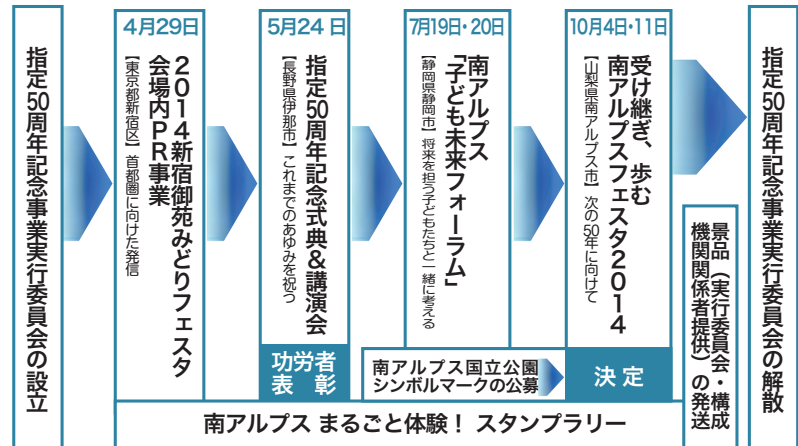 指定50周年記念事業実行委員会の設立
4月29日
2014新宿御苑みどりフェスタ
会場内PR事業
【東京都新宿区】首都圏に向けた発信
5月24日
指定50周年記念式典&講演会
【長野県伊那市】これまでのあゆみを祝う
功労者
表彰
7月19日・20日
南アルプス
「子ども未来フォーラム」
【静岡県静岡市】将来を担う子どもたちと一緒に考える
南アルプス国立公園
シンボルマークの公募
10月4日・11日
受け継ぎ、歩む
南アルプスフェスタ2014
【山梨県南アルプス市】次の50年に向けて
決定
南アルプス まるごと体験! スタンプラリー
景品(実行委員会・構成
機関関係者提供)の発送
指定50周年記念事業実行委員会の解散